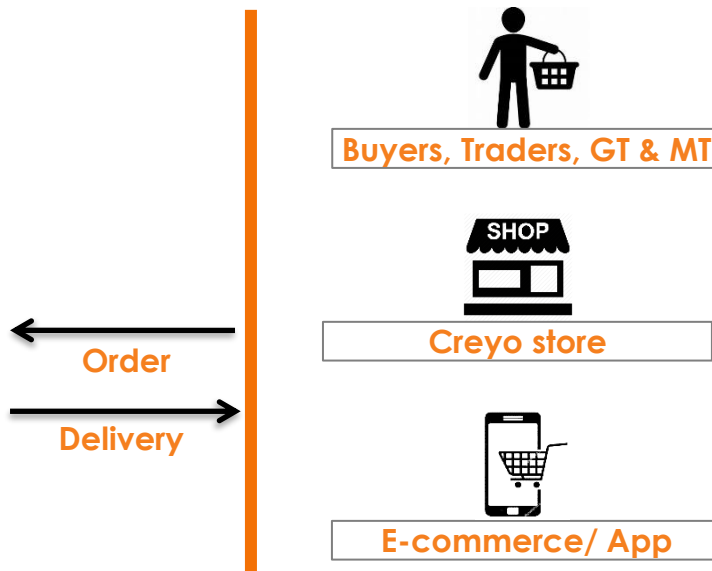 Buyers, Traders, GT & MT
SHOP
Creyo store
Order
Delivery
E-commerce/ App